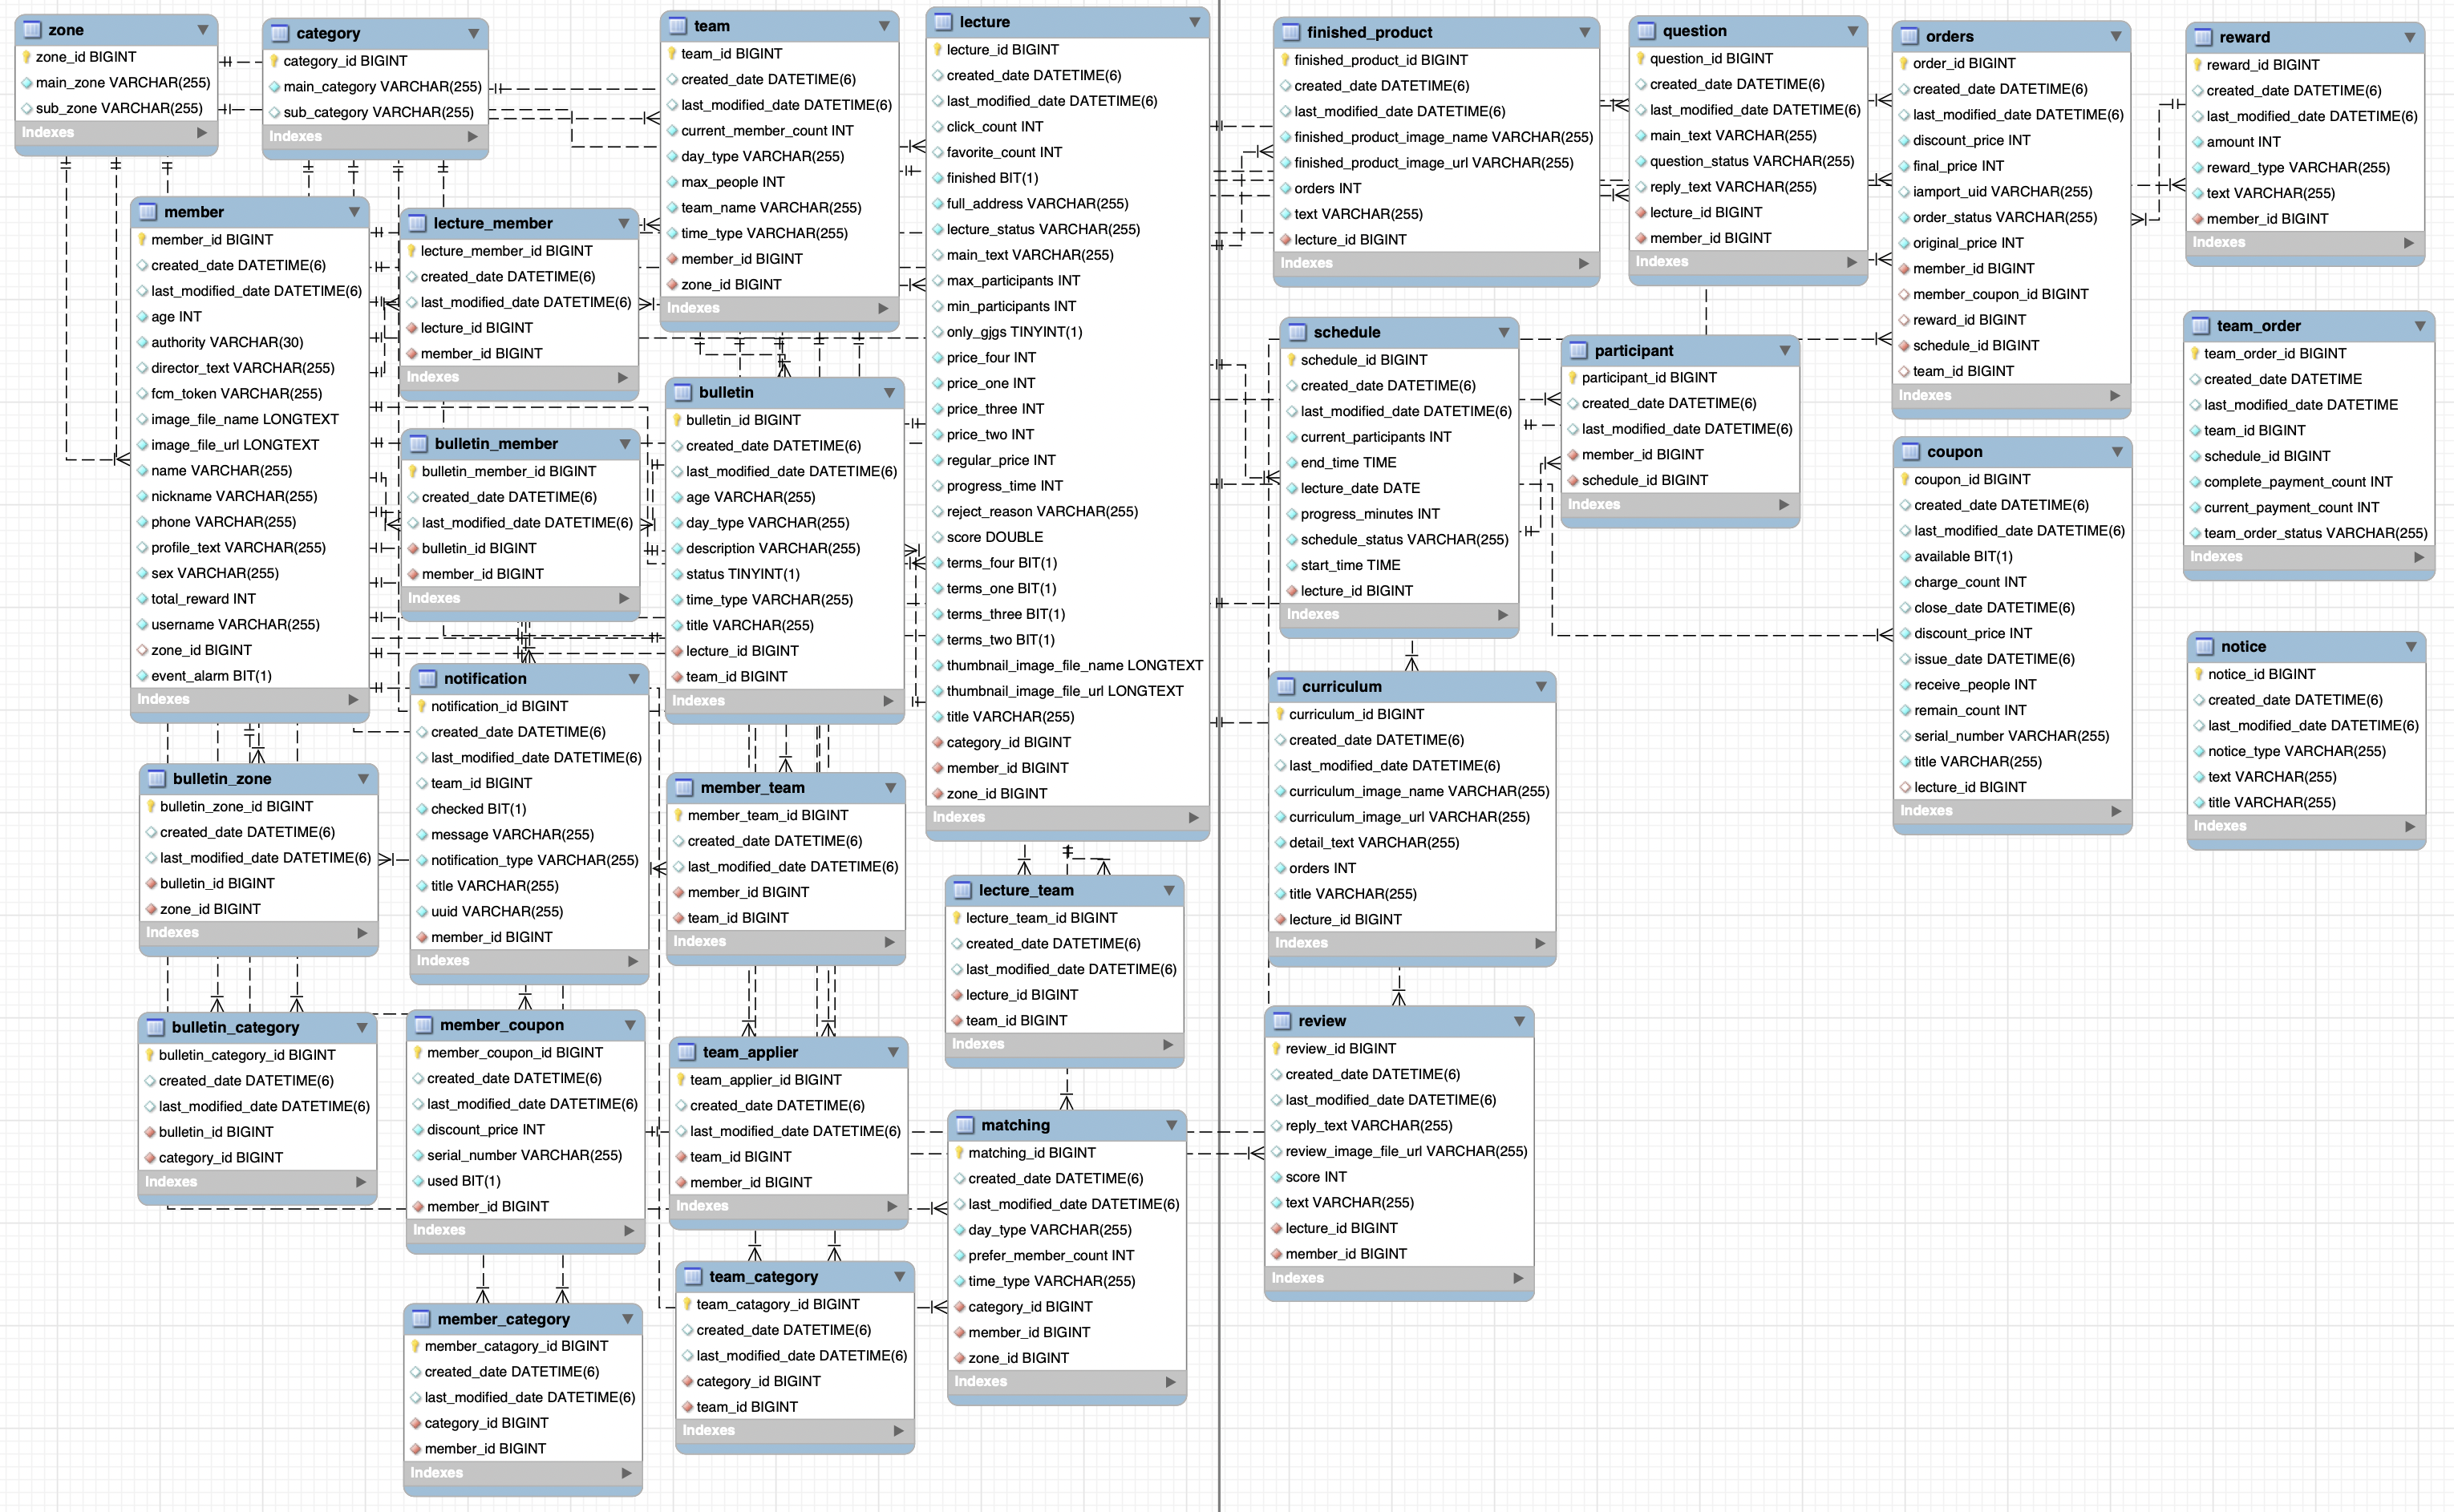 zone
zone_id BIGINT
main_zone VARCHAR(255)
sub_zone VARCHAR(255)
Indexes
category
category_id BIGINT
main_category VARCHAR(255)
sub_category VARCHAR(255)
Indexes
team
team_id BIGINT
created_date DATETIME(6)
last_modified_date DATETIME(6)
current_member_count INT
day_type VARCHAR(255)
max_people INT
team_name VARCHAR(255)
time_type VARCHAR(255)
member_id BIGINT
zone_id BIGINT
Indexes
lecture
lecture_id BIGINT
created_date DATETIME(6)
last_modified_date DATETIME(6)
click_count INT
favorite_count INT
finished BIT(1)
full_address VARCHAR(255)
lecture_status VARCHAR(255)
main_text VARCHAR(255)
max_participants INT
min_participants INT
only_gjgs TINYINT(1)
price_four INT
price_one INT
price_three INT
price_two INT
regular_price INT
progress_time INT
reject_reason VARCHAR(255)
score DOUBLE
terms_four BIT(1)
terms_one BIT(1)
terms_three BIT(1)
terms_two BIT(1)
thumbnail_image_file_name LONGTEXT
thumbnail_image_file_url LONGTEXT
title VARCHAR(255)
category_id BIGINT
member_id BIGINT
zone_id BIGINT
Indexes
finished_product
finished_product_id BIGINT
created_date DATETIME(6)
last_modified_date DATETIME(6)
finished_product_image_name VARCHAR(255)
finished_product_image_url VARCHAR(255)
orders INT
text VARCHAR(255)
lecture_id BIGINT
Indexes
question
question_id BIGINT
created_date DATETIME(6)
last_modified_date DATETIME(6)
main_text VARCHAR(255)
question_status VARCHAR(255)
reply_text VARCHAR(255)
lecture_id BIGINT
member_id BIGINT
Indexes
orders
order_id BIGINT
created_date DATETIME(6)
last_modified_date DATETIME(6)
discount_price INT
final_price INT
iamport_uid VARCHAR(255)
order_status VARCHAR(255)
original_price INT
member_id BIGINT
member_coupon_id BIGINT
reward_id BIGINT
schedule_id BIGINT
team_id BIGINT
Indexes
reward
reward_id BIGINT
created_date DATETIME(6)
last_modified_date DATETIME(6)
amount INT
reward_type VARCHAR(255)
text VARCHAR(255)
member_id BIGINT
Indexes
member
member_id BIGINT
created_date DATETIME(6)
last_modified_date DATETIME(6)
age INT
authority VARCHAR(30)
director_text VARCHAR(255)
fcm_token VARCHAR(255)
image_file_name LONGTEXT
image_file_url LONGTEXT
name VARCHAR(255)
nickname VARCHAR(255)
phone VARCHAR(255)
profile_text VARCHAR(255)
sex VARCHAR(255)
total_reward INT
username VARCHAR(255)
zone_id BIGINT
event_alarm BIT(1)
Indexes
lecture_member
lecture_member_id BIGINT
created_date DATETIME(6)
last_modified_date DATETIME(6)
lecture_id BIGINT
member_id BIGINT
Indexes
bulletin_member
bulletin_member_id BIGINT
created_date DATETIME(6)
last_modified_date DATETIME(6)
bulletin_id BIGINT
member_id BIGINT
Indexes
bulletin
bulletin_id BIGINT
created_date DATETIME(6)
last_modified_date DATETIME(6)
age VARCHAR(255)
day_type VARCHAR(255)
description VARCHAR(255)
status TINYINT(1)
time_type VARCHAR(255)
title VARCHAR(255)
lecture_id BIGINT
team_id BIGINT
Indexes
schedule
schedule_id BIGINT
created_date DATETIME(6)
last_modified_date DATETIME(6)
current_participants INT
end_time TIME
lecture_date DATE
progress_minutes INT
schedule_status VARCHAR(255)
start_time TIME
lecture_id BIGINT
Indexes
participant
participant_id BIGINT
created_date DATETIME(6)
last_modified_date DATETIME(6)
member_id BIGINT
schedule_id BIGINT
Indexes
team_order
team_order_id BIGINT
created_date DATETIME
last_modified_date DATETIME
team_id BIGINT
schedule_id BIGINT
complete_payment_count INT
current_payment_count INT
team_order_status VARCHAR(255)
Indexes
coupon
coupon_id BIGINT
created_date DATETIME(6)
last_modified_date DATETIME(6)
available BIT(1)
charge_count INT
close_date DATETIME(6)
discount_price INT
issue_date DATETIME(6)
receive_people INT
remain_count INT
serial_number VARCHAR(255)
title VARCHAR(255)
lecture_id BIGINT
Indexes
notice
notice_id BIGINT
created_date DATETIME(6)
last_modified_date DATETIME(6)
notice_type VARCHAR(255)
text VARCHAR(255)
title VARCHAR(255)
Indexes
notification
notification_id BIGINT
created_date DATETIME(6)
last_modified_date DATETIME(6)
team_id BIGINT
checked BIT(1)
message VARCHAR(255)
notification_type VARCHAR(255)
title VARCHAR(255)
uuid VARCHAR(255)
member_id BIGINT
Indexes
curriculum
curriculum_id BIGINT
created_date DATETIME(6)
last_modified_date DATETIME(6)
curriculum_image_name VARCHAR(255)
curriculum_image_url VARCHAR(255)
detail_text VARCHAR(255)
orders INT
title VARCHAR(255)
lecture_id BIGINT
Indexes
bulletin_zone
bulletin_zone_id BIGINT
created_date DATETIME(6)
last_modified_date DATETIME(6)
bulletin_id BIGINT
zone_id BIGINT
Indexes
member_team
member_team_id BIGINT
created_date DATETIME(6)
last_modified_date DATETIME(6)
member_id BIGINT
team_id BIGINT
Indexes
lecture_team
lecture_team_id BIGINT
created_date DATETIME(6)
last_modified_date DATETIME(6)
lecture_id BIGINT
team_id BIGINT
Indexes
bulletin_category
bulletin_category_id BIGINT
created_date DATETIME(6)
last_modified_date DATETIME(6)
bulletin_id BIGINT
category_id BIGINT
Indexes
member_coupon
member_coupon_id BIGINT
created_date DATETIME(6)
last_modified_date DATETIME(6)
discount_price INT
serial_number VARCHAR(255)
used BIT(1)
member_id BIGINT
Indexes
team_applier
team_applier_id BIGINT
created_date DATETIME(6)
last_modified_date DATETIME(6)
team_id BIGINT
member_id BIGINT
Indexes
matching
matching_id BIGINT
created_date DATETIME(6)
last_modified_date DATETIME(6)
day_type VARCHAR(255)
prefer_member_count INT
time_type VARCHAR(255)
category_id BIGINT
member_id BIGINT
zone_id BIGINT
Indexes
review
review_id BIGINT
created_date DATETIME(6)
last_modified_date DATETIME(6)
reply_text VARCHAR(255)
review_image_file_url VARCHAR(255)
score INT
text VARCHAR(255)
lecture_id BIGINT
member_id BIGINT
Indexes
member_category
member_catagory_id BIGINT
created_date DATETIME(6)
last_modified_date DATETIME(6)
category_id BIGINT
member_id BIGINT
Indexes
team_category
team_catagory_id BIGINT
created_date DATETIME(6)
last_modified_date DATETIME(6)
category_id BIGINT
team_id BIGINT
Indexes